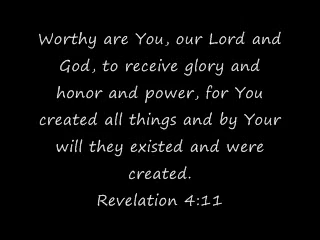 Worthy are You, our Lord and
God, to receive glory and
honor and power, for You
created all things and by Your
will they existed and were
created.
Revelation 4:11